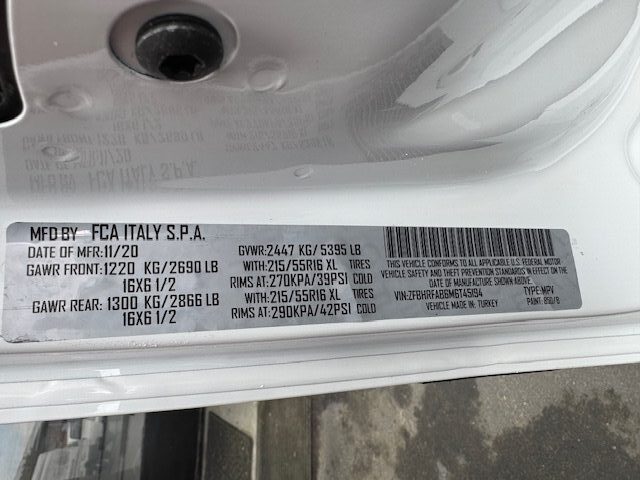 MFD BY FCA ITALY S.P.A.
DATE OF MFR:11/20 GVWR:2447 KG/5395 LB
GAWR FRONT:1220 KG/2690 LB WITH:215/55R16 XL TIRES
16X6 1/2 RIMS AT:270KPA/39PSI COLD
GAWR REAR:1300 KG/2866 LB WITH:215/55R16 XL TIRES
16X6 1/2 RIMS AT:290KPA/42PSI COLD
THIS VEHICLE CONFORMS TO ALL APPLICABLE U.S. FEDERAL MOTOR
VEHICLE SAFETY AND THEFT PREVENTION STANDARDS IN EFFECT ON
THE DATE OF MANUFACTURE SHOWN ABOVE.
VIN:ZFBHRFAB6M6T45194 TYPE:MPV
VEHICLE MADE IN: TURKEY PAINT: 850/B